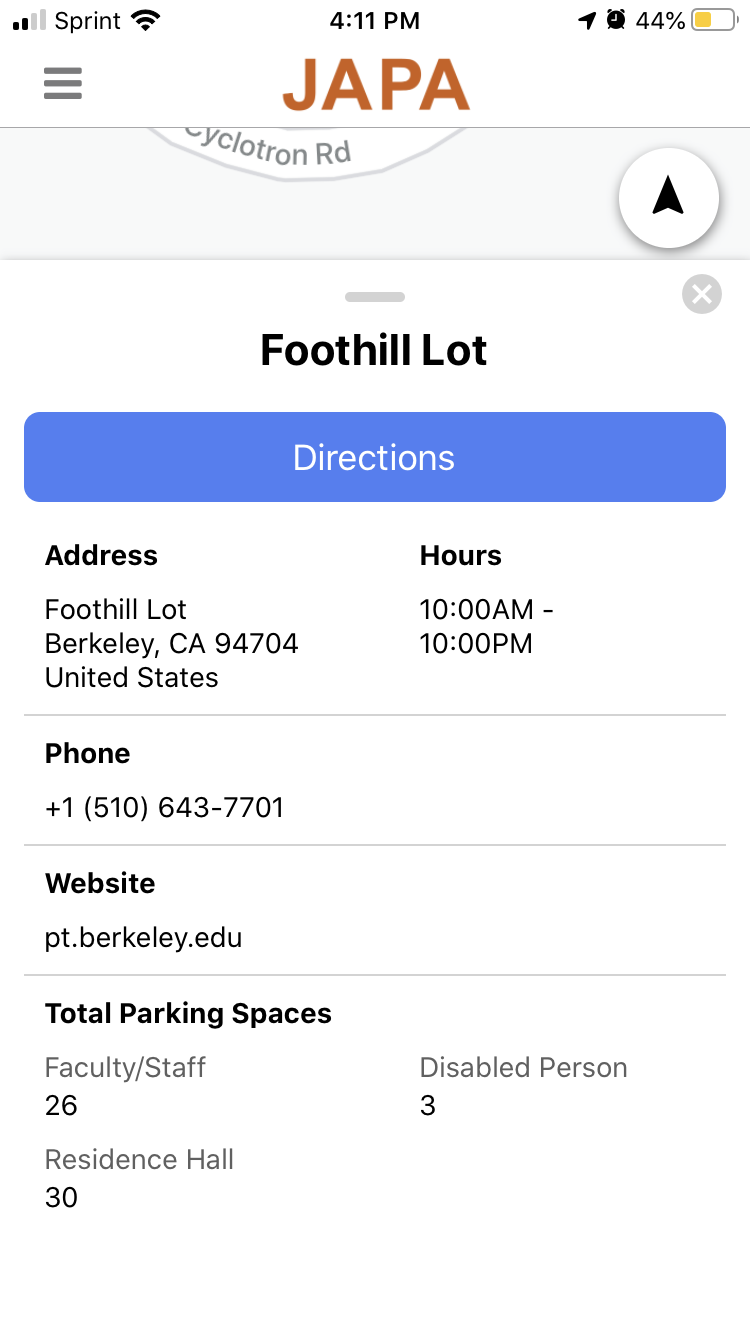 Sprint 4:11 PM 44%
JAPA
Cyclotron Rd
Foothill Lot
Directions
Address
Foothill Lot
Berkeley, CA 94704
United States
Hours
10:00AM -
10:00PM
Phone
+1 (510) 643-7701
Website
pt.berkeley.edu
Total Parking Spaces
Faculty/Staff
26
Disabled Person
3
Residence Hall
30